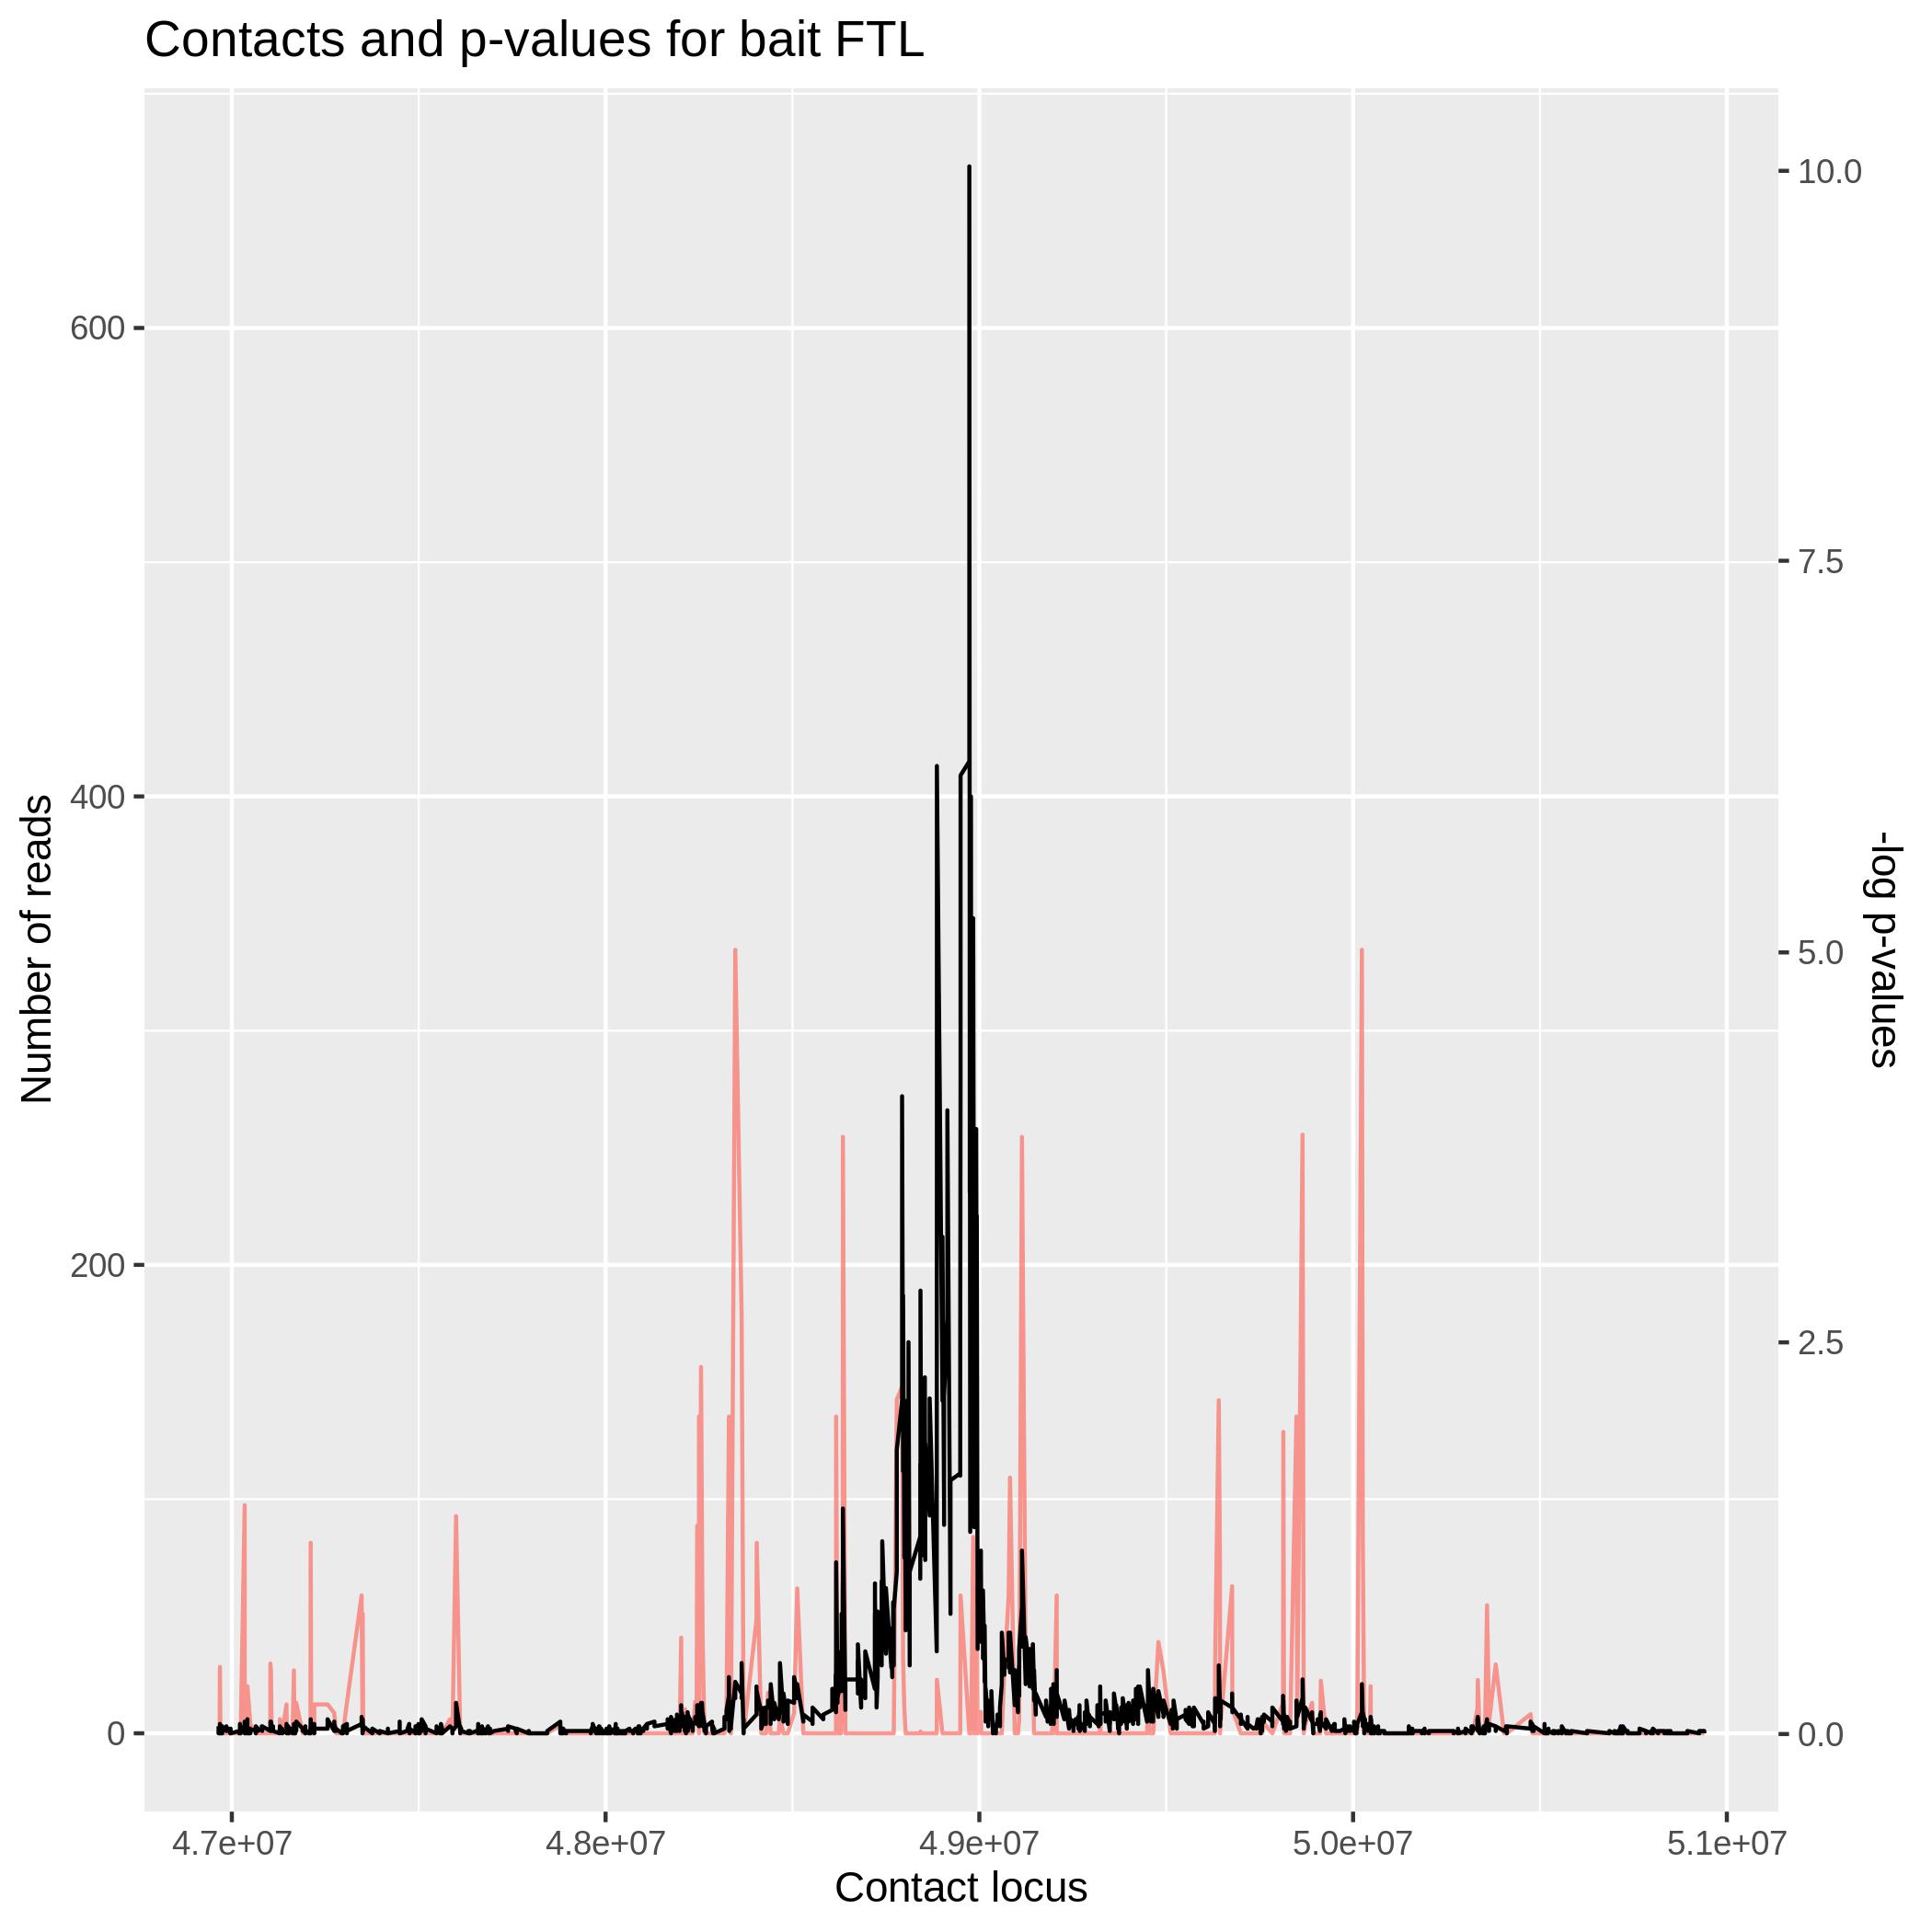 Contacts and p-values for bait FTL
Number of reads
600
400
200
0
10.0
7.5
5.0
2.5
0.0
-log p-values
4.7e+07
4.8e+07
4.9e+07
5.0e+07
5.1e+07
Contact locus